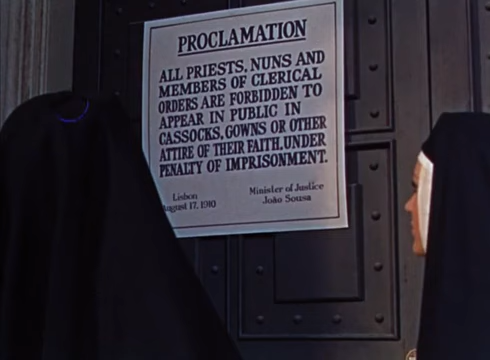 PROCLAMATION
ALL PRIESTS, NUNS AND
MEMBERS OF CLERICAL
ORDERS ARE FORBIDDEN TO
APPEAR IN PUBLIC IN
CASSOCKS, GOWNS OR OTHER
ATTIRE OF THEIR FAITH, UNDER
PENALTY OF IMPRISONMENT.
Lisbon
ugust 17, 1910
Minister of Justice
João Sousa